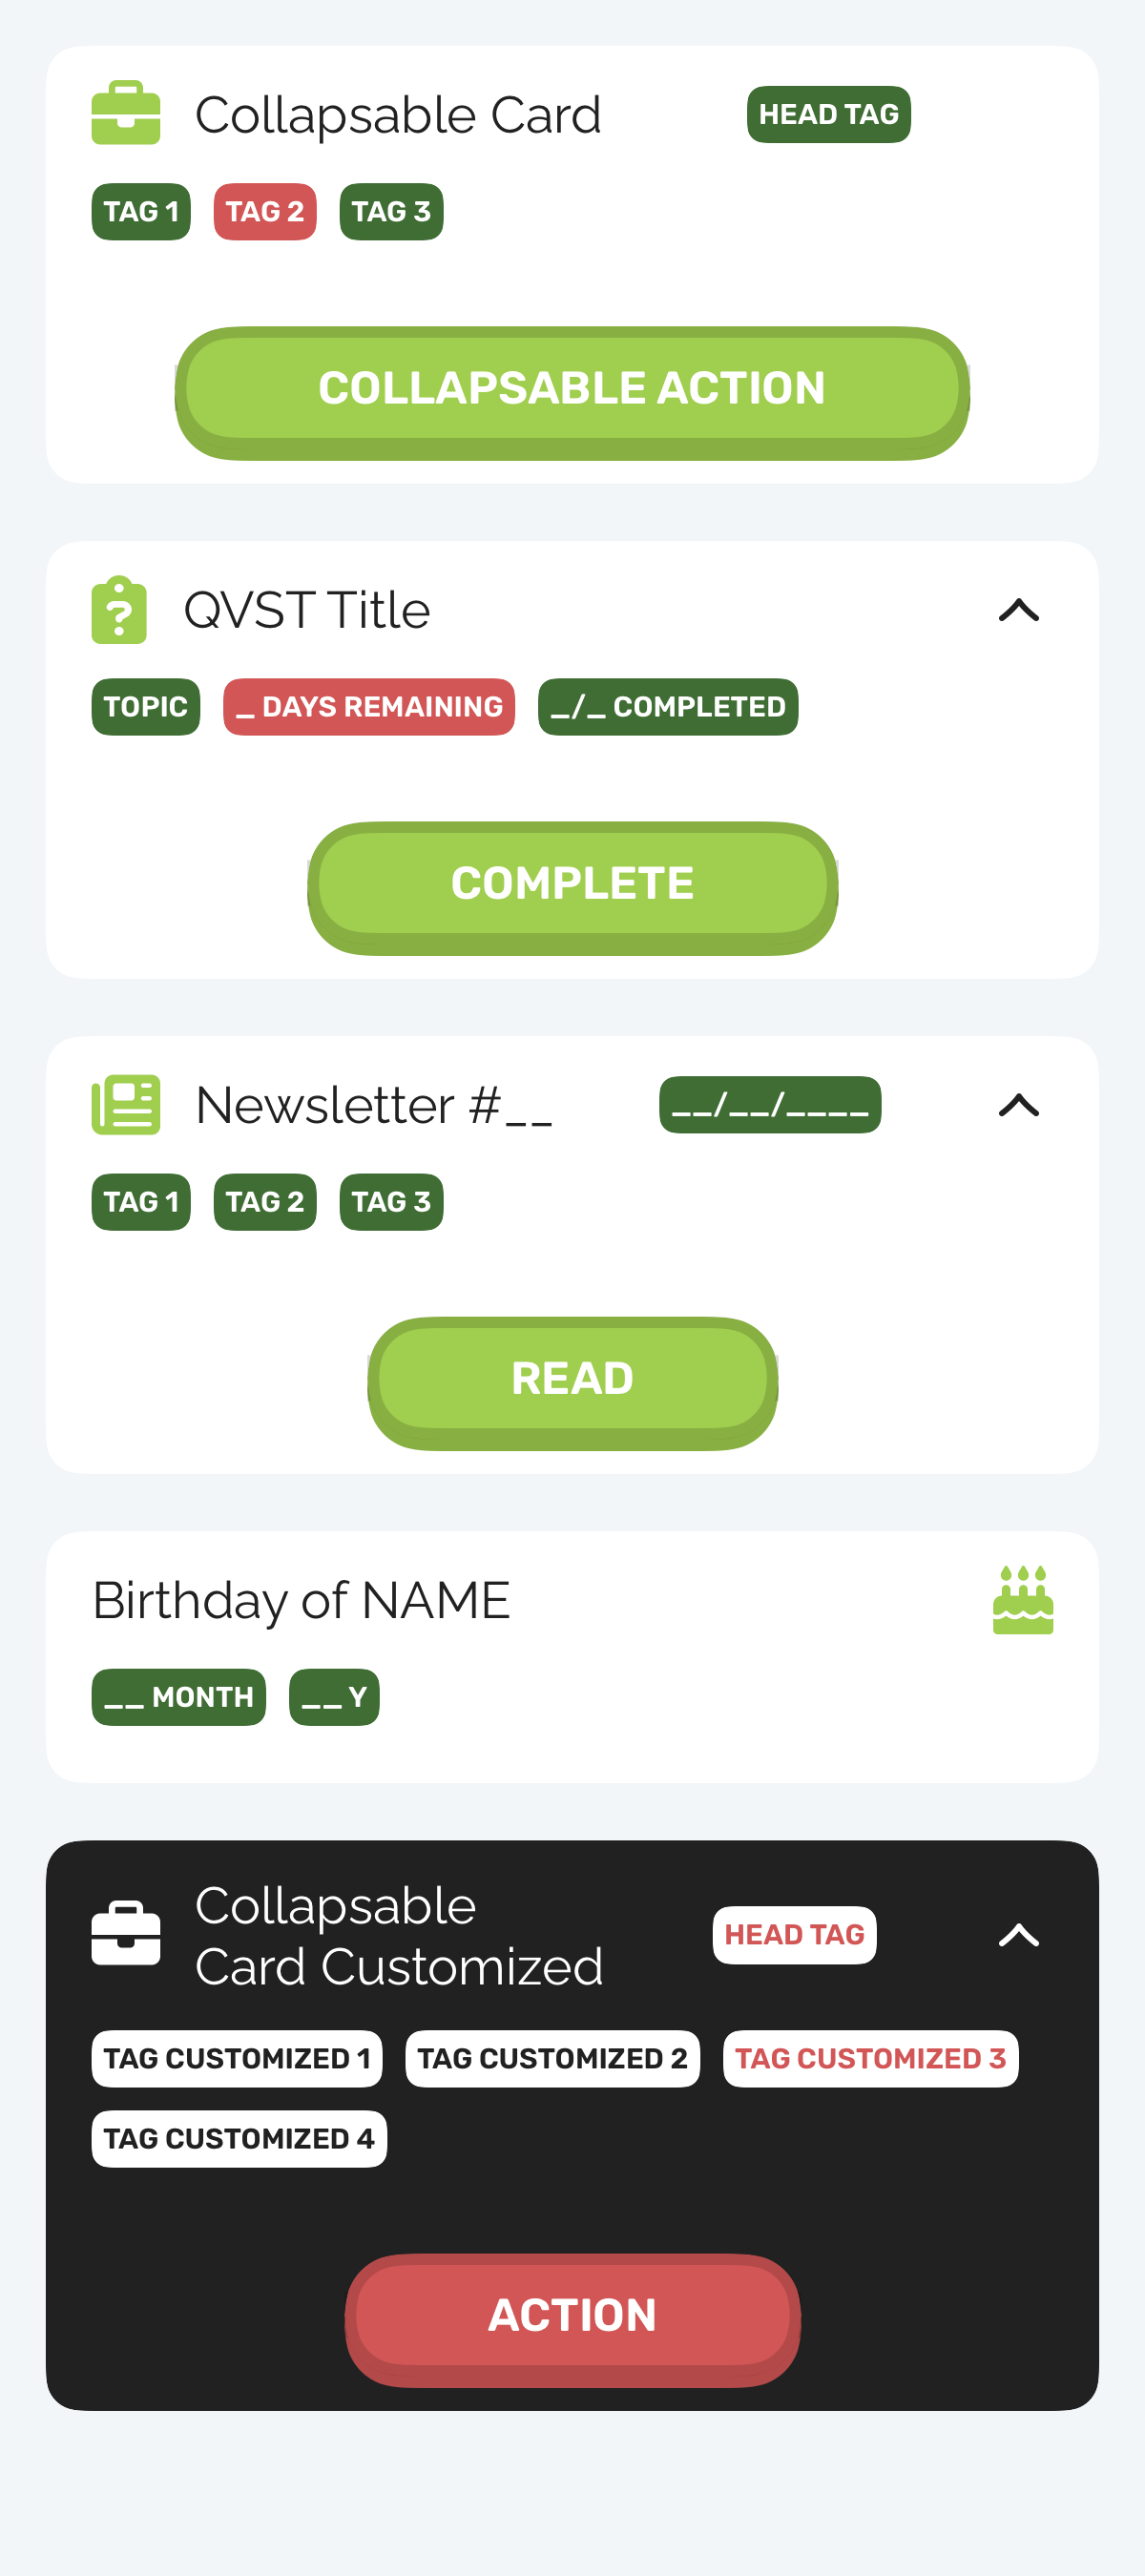 Collapsable Card HEAD TAG
TAG 1 TAG 2 TAG 3
COLLAPSABLE ACTION
QVST Title
TOPIC _ DAYS REMAINING _/_ COMPLETED
COMPLETE
Newsletter #__ __/__/____
TAG 1 TAG 2 TAG 3
READ
Birthday of NAME
__ MONTH __ Y
Collapsable
Card Customized
HEAD TAG
TAG CUSTOMIZED 1 TAG CUSTOMIZED 2 TAG CUSTOMIZED 3
TAG CUSTOMIZED 4
ACTION